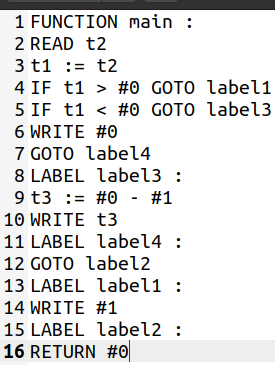 1 FUNCTION main :
2 READ t2
3 t1 := t2
4 IF t1 > #0 GOTO label1
5 IF t1 < #0 GOTO label3
6 WRITE #0
7 GOTO label4
8 LABEL label3 :
9 t3 := #0 - #1
10 WRITE t3
11 LABEL label4 :
12 GOTO label2
13 LABEL label1 :
14 WRITE #1
15 LABEL label2 :
16 RETURN #0